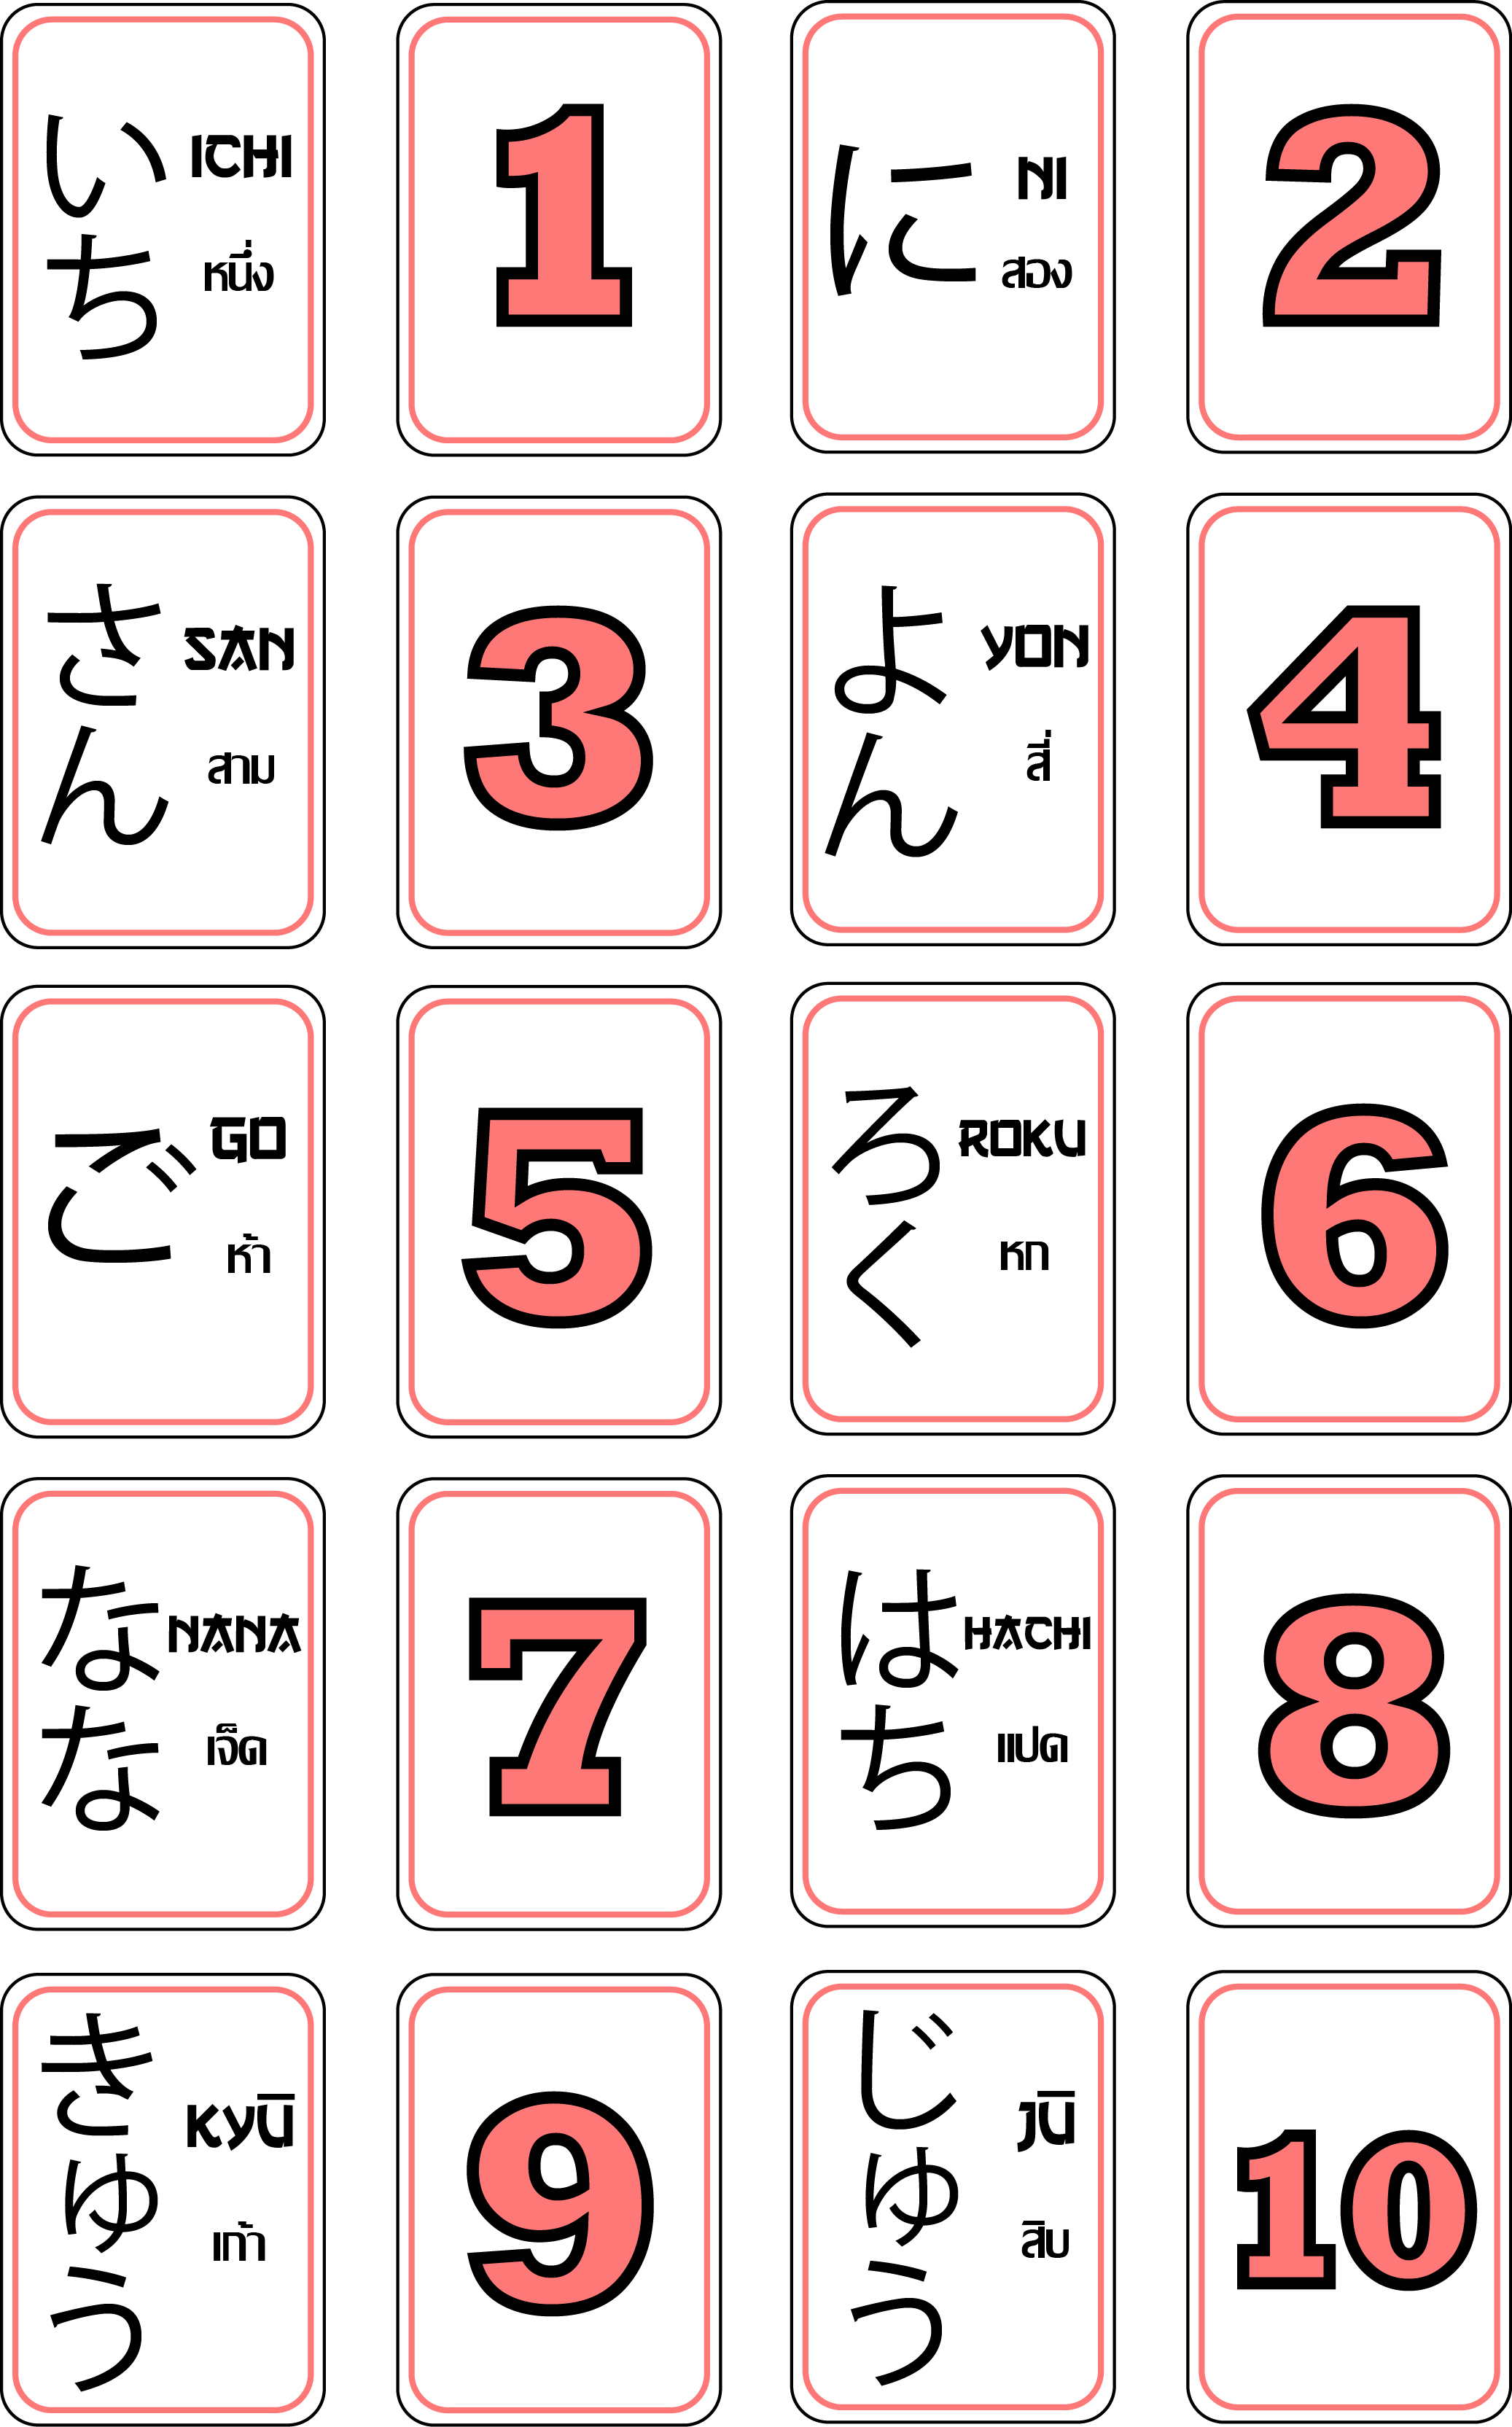 いち
ICHI
หนึ่ง
1
に
NI
สอง
2
さん
SAN
สาม
3
よん
YON
สี่
4
ご
GO
ห้า
5
ろく
ROKU
หก
6
なな
NANA
เจ็ด
7
はち
HACHI
แปด
8
きゅう
KYŪ
เก้า
9
じゅう
JŪ
สิบ
10